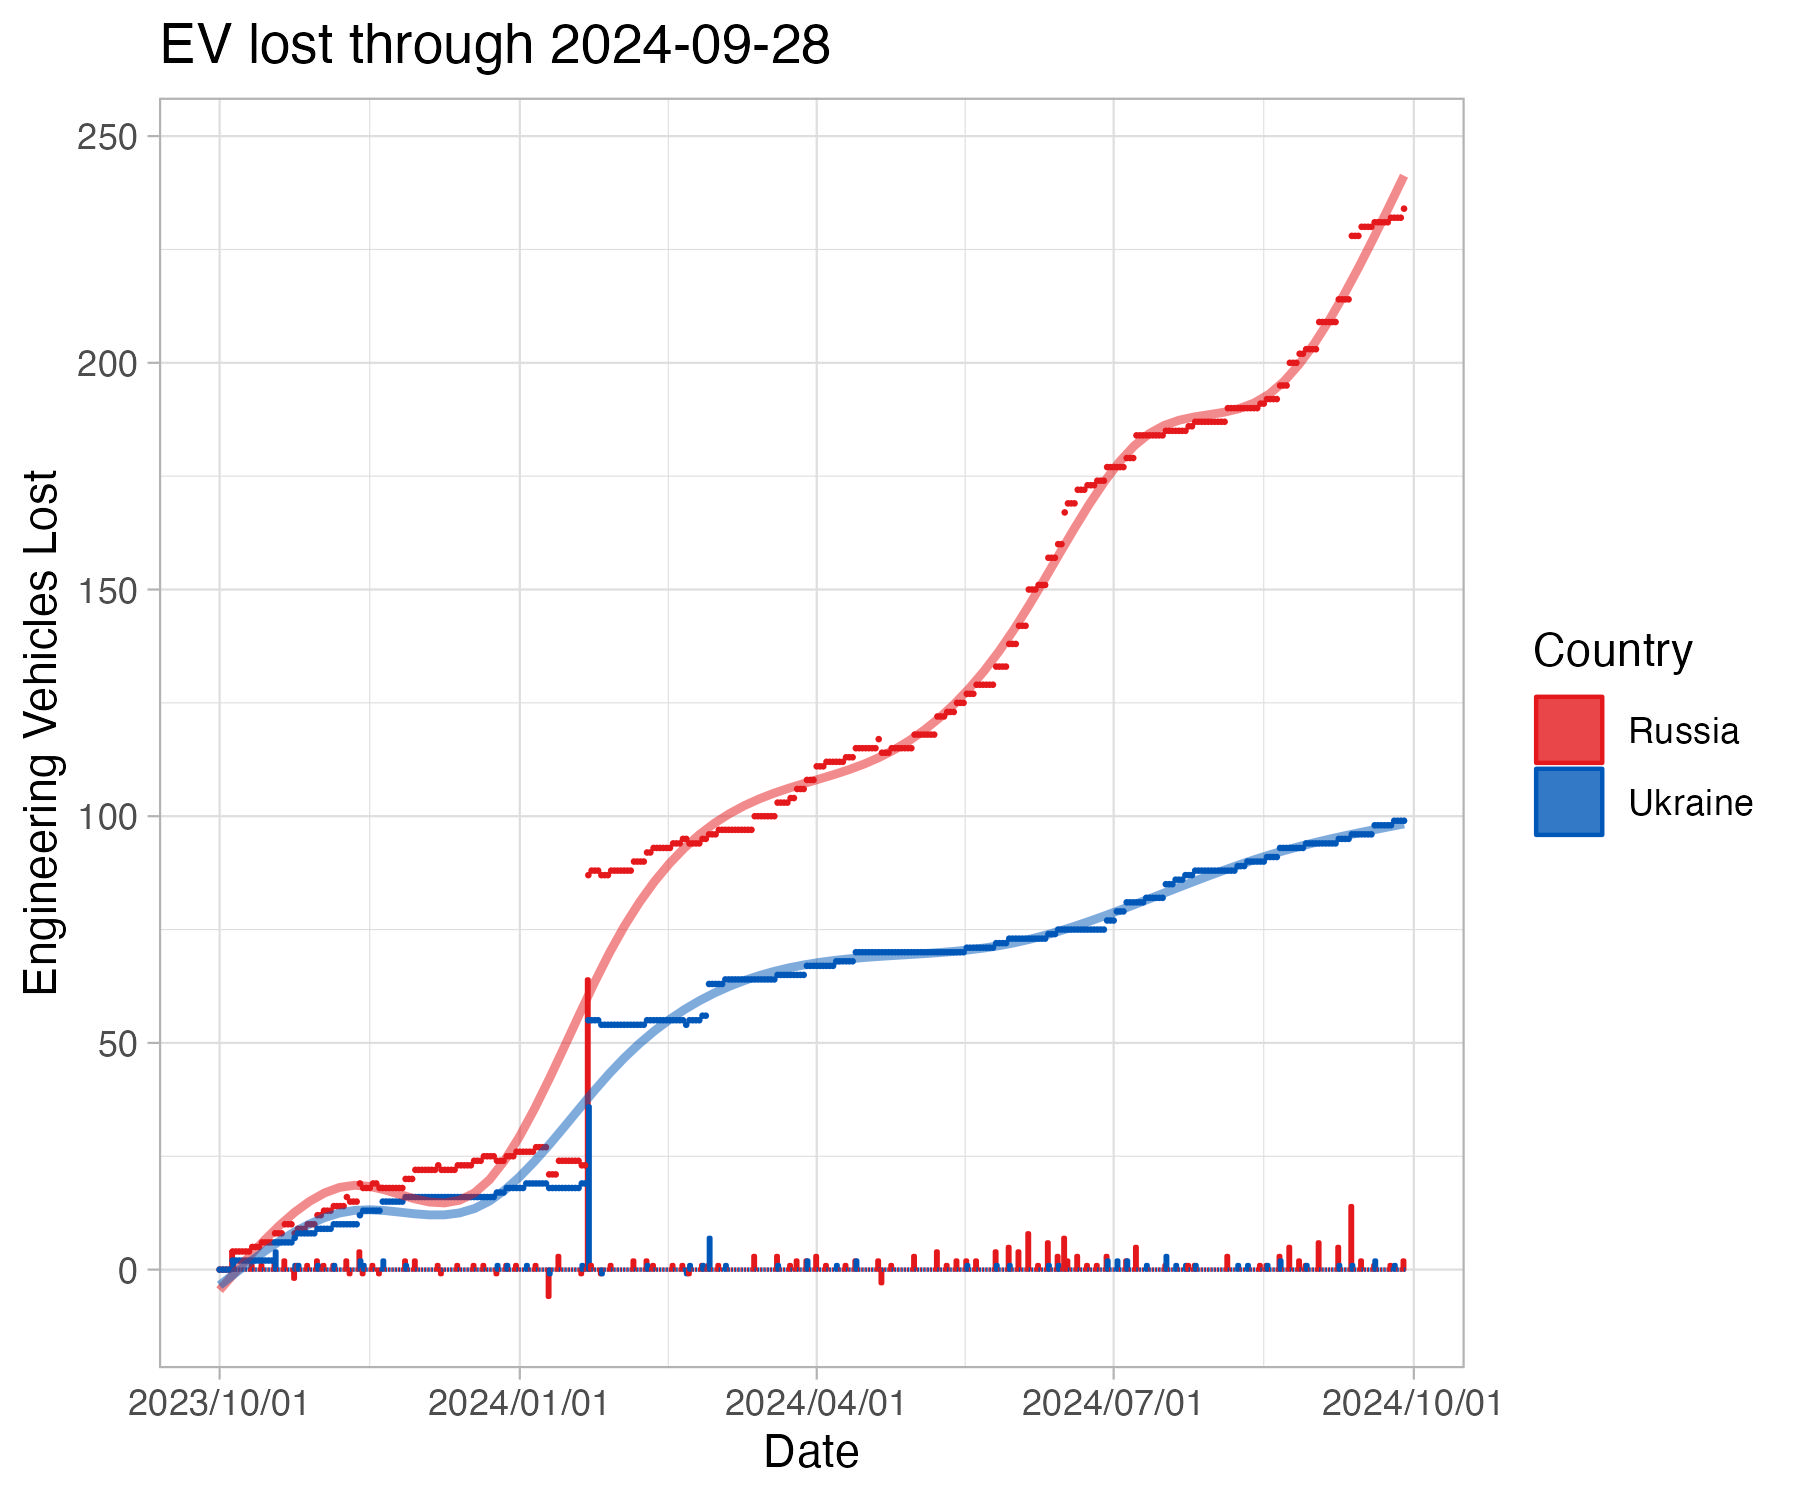 EV lost through 2024-09-28
Engineering Vehicles Lost
250
200
150
100
50
0
2023/10/01
2024/01/01
2024/04/01
2024/07/01
2024/10/01
Date
Country
Russia
Ukraine